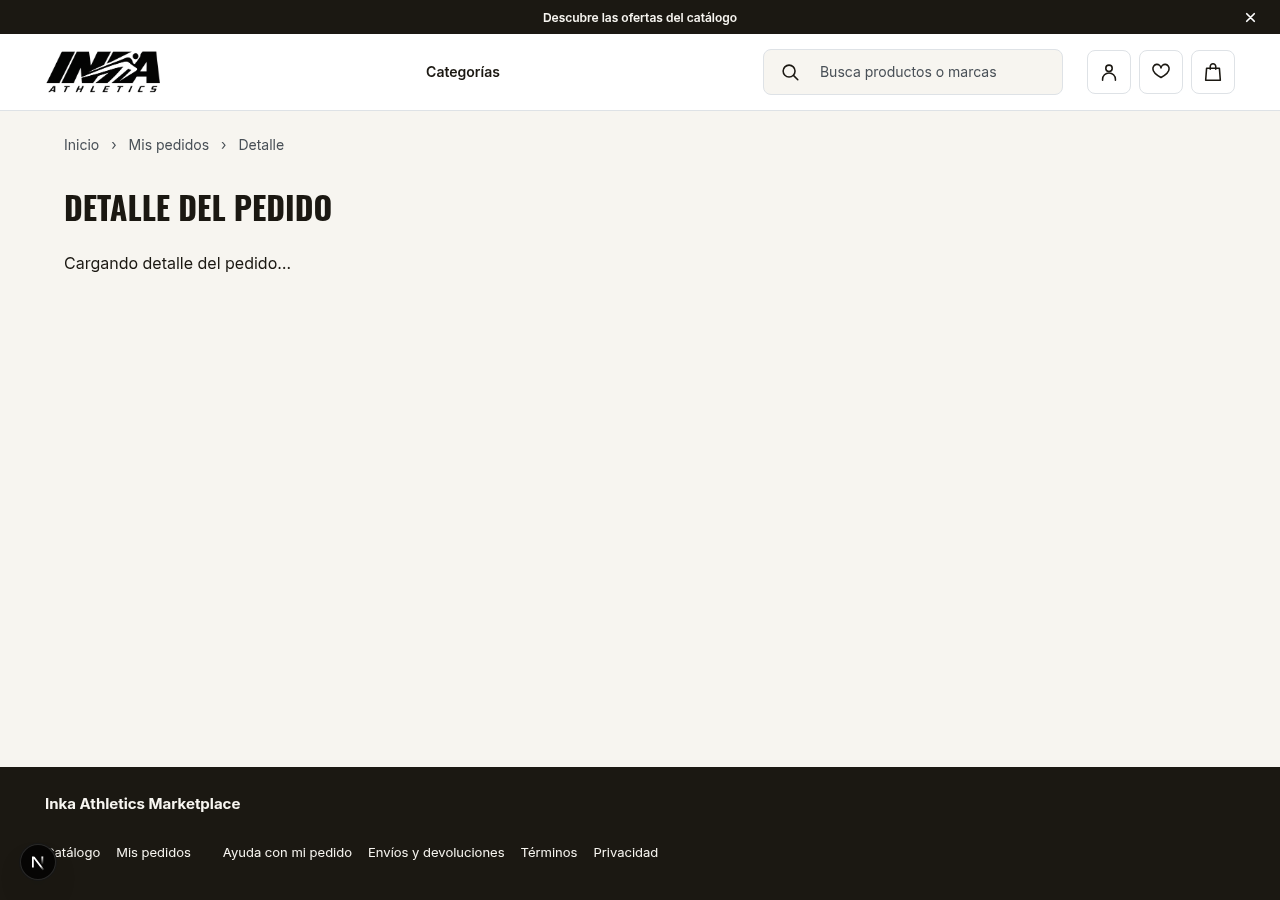 Descubre las ofertas del catálogo
INKA
ATHLETICS
Categorías
Busca productos o marcas
Inicio › Mis pedidos › Detalle
DETALLE DEL PEDIDO
Cargando detalle del pedido...
Inka Athletics Marketplace
Catálogo Mis pedidos Ayuda con mi pedido Envíos y devoluciones Términos Privacidad
N